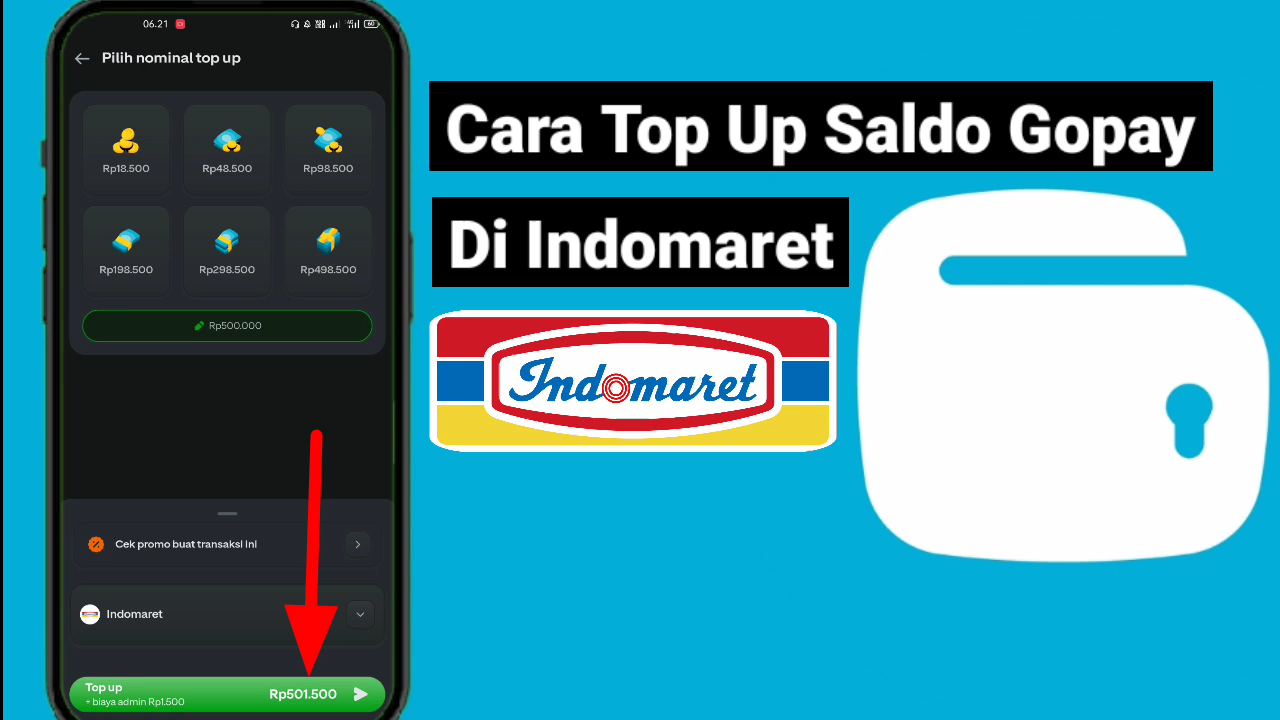 06.21
60
Pilih nominal top up
Rp18.500
Rp48.500
Rp98.500
Rp198.500
Rp298.500
Rp498.500
Rp500.000
Cek promo buat transaksi ini
Indomaret
Top up
+ biaya admin Rp1.500
Rp501.500
Cara Top Up Saldo Gopay
Di Indomaret
Indomaret